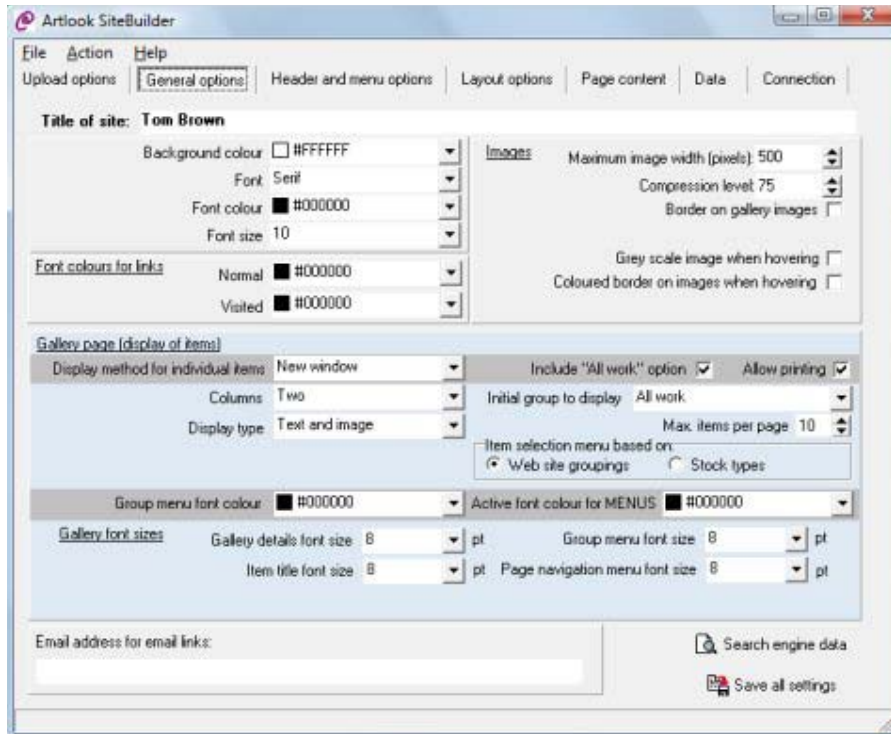 Artlook SiteBuilder
File Action Help
Upload options General options Header and menu options Layout options Page content Data Connection
Title of site: Tom Brown
Background colour #FFFFFF
Font Serif
Font colour #000000
Font size 10
Font colours for links
Normal #000000
Visited #000000
Images
Maximum image width (pixels): 500
Compression level: 75
Border on gallery images
Grey scale image when hovering
Coloured border on images when hovering
Gallery page (display of items)
Display method for individual items New window
Include "All work" option Allow printing
Columns Two
Initial group to display All work
Display type Text and image
Max. items per page 10
Item selection menu based on:
Web site groupings Stock types
Group menu font colour #000000
Active font colour for MENUS #000000
Gallery font sizes
Gallery details font size 8 pt
Group menu font size 8 pt
Item title font size 8 pt
Page navigation menu font size 8 pt
Email address for email links:
Search engine data
Save all settings